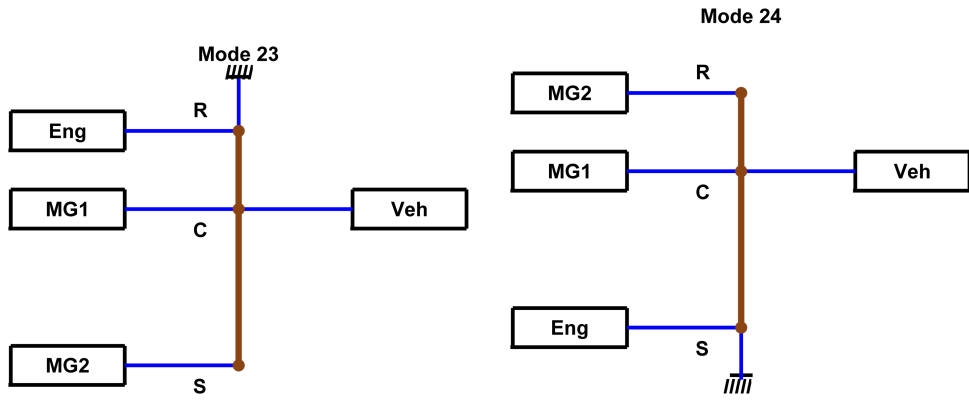 Mode 23
R
Eng
MG1
Veh
C
MG2
S
Mode 24
R
MG2
MG1
Veh
C
Eng
S